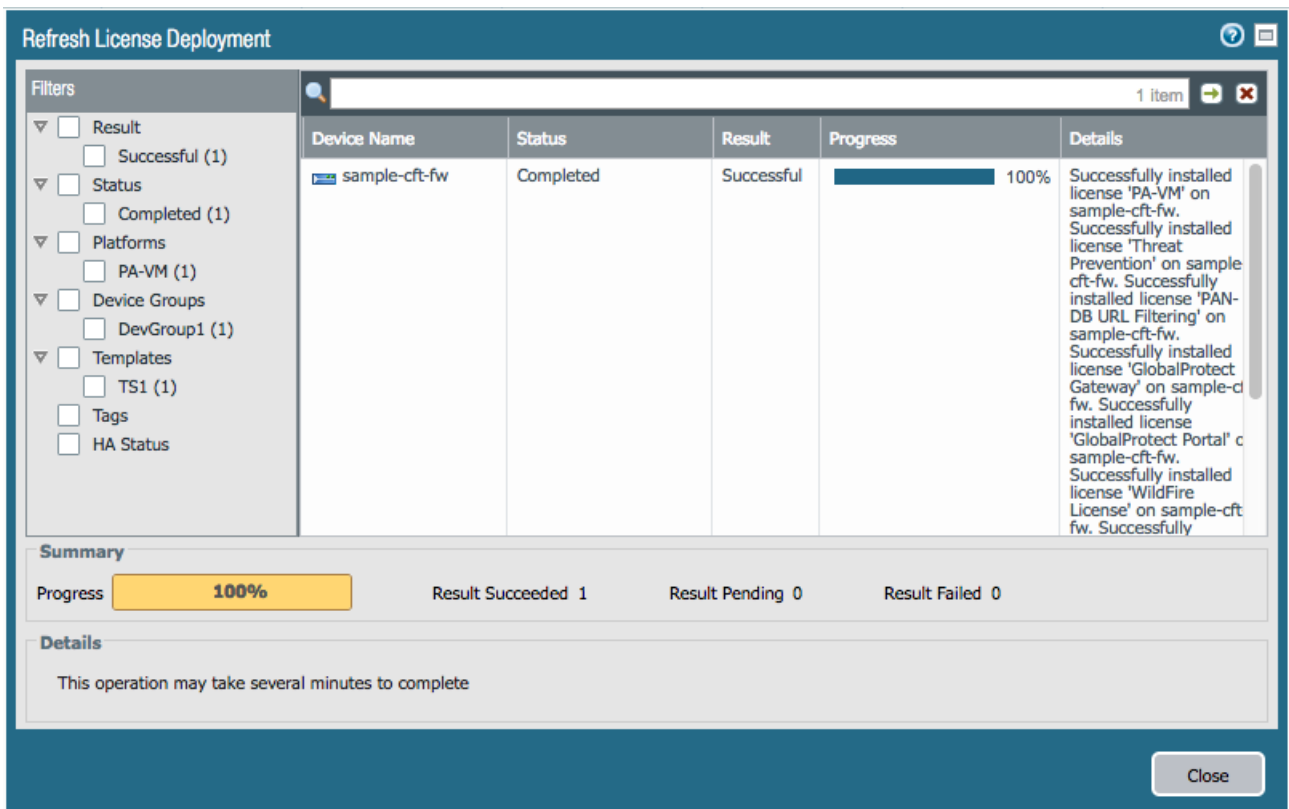 Refresh License Deployment
Filters
Result
Successful (1)
Status
Completed (1)
Platforms
PA-VM (1)
Device Groups
DevGroup1 (1)
Templates
TS1 (1)
Tags
HA Status
1 item
Device Name Status Result Progress Details
sample-cft-fw Completed Successful 100%
Successfully installed
license 'PA-VM' on
sample-cft-fw.
Successfully installed
license 'Threat
Prevention' on sample
cft-fw. Successfully
installed license 'PAN-
DB URL Filtering' on
sample-cft-fw.
Successfully installed
license 'GlobalProtect
Gateway' on sample-
fw. Successfully
installed license
'GlobalProtect Portal'
sample-cft-fw.
Successfully installed
license 'WildFire
License' on sample-cft
fw. Successfully
Summary
Progress 100% Result Succeeded 1 Result Pending 0 Result Failed 0
Details
This operation may take several minutes to complete
Close